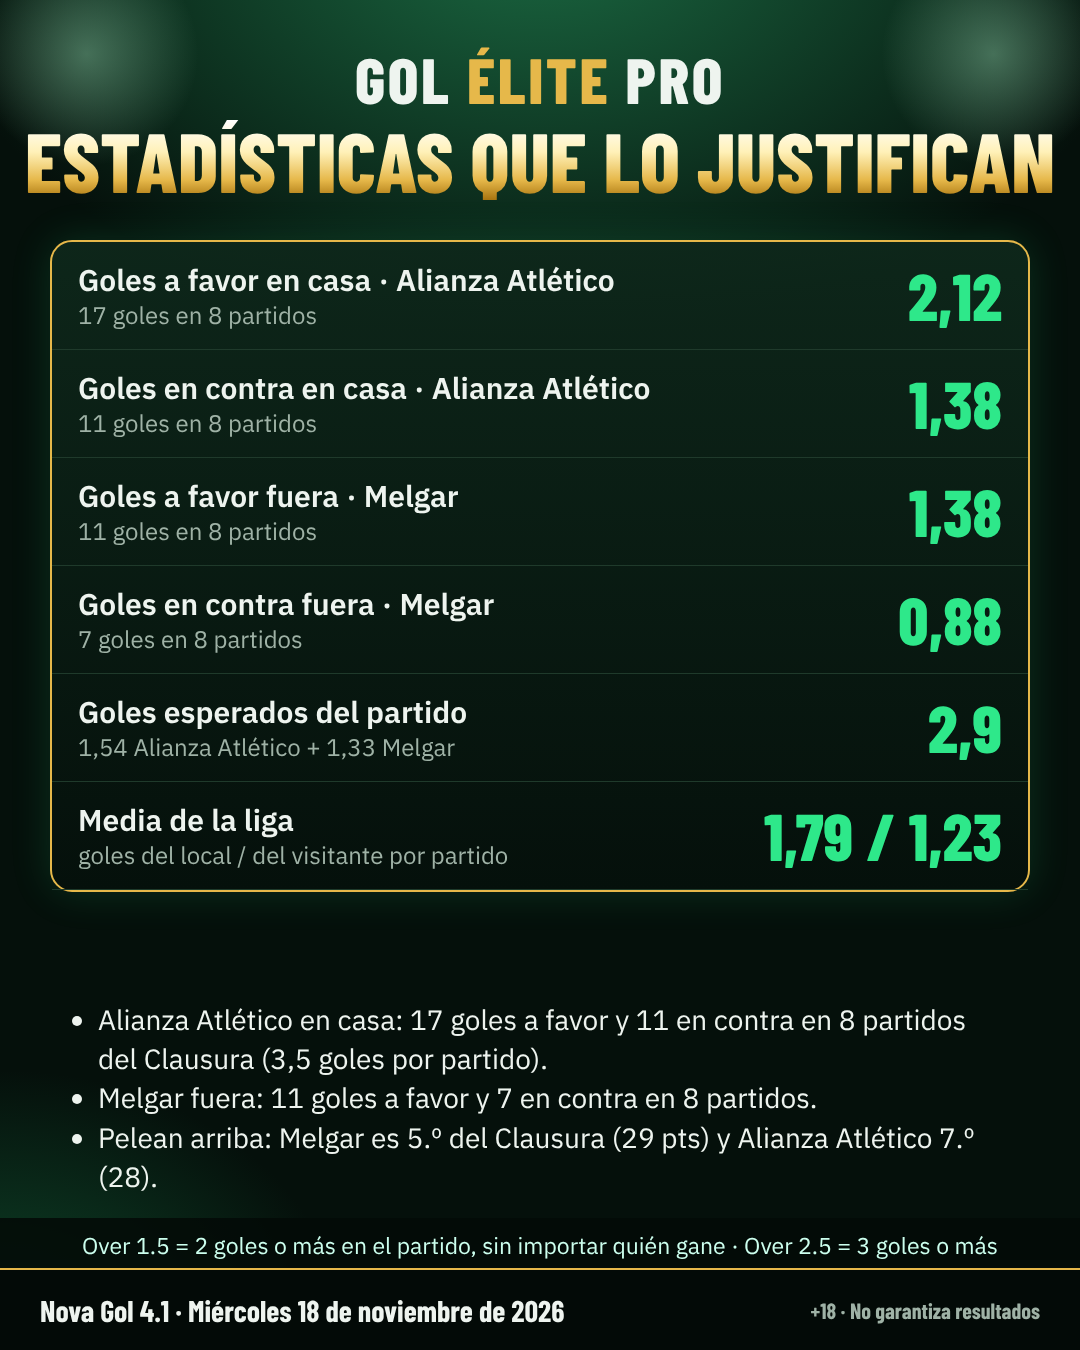 GOL ÉLITE PRO
ESTADÍSTICAS QUE LO JUSTIFICAN
Goles a favor en casa · Alianza Atlético
17 goles en 8 partidos
2,12
Goles en contra en casa · Alianza Atlético
11 goles en 8 partidos
1,38
Goles a favor fuera · Melgar
11 goles en 8 partidos
1,38
Goles en contra fuera · Melgar
7 goles en 8 partidos
0,88
Goles esperados del partido
1,54 Alianza Atlético + 1,33 Melgar
2,9
Media de la liga
goles del local / del visitante por partido
1,79 / 1,23
• Alianza Atlético en casa: 17 goles a favor y 11 en contra en 8 partidos
del Clausura (3,5 goles por partido).
• Melgar fuera: 11 goles a favor y 7 en contra en 8 partidos.
• Pelean arriba: Melgar es 5.º del Clausura (29 pts) y Alianza Atlético 7.º
(28).
Over 1.5 = 2 goles o más en el partido, sin importar quién gane · Over 2.5 = 3 goles o más
Nova Gol 4.1 · Miércoles 18 de noviembre de 2026
+18 · No garantiza resultados